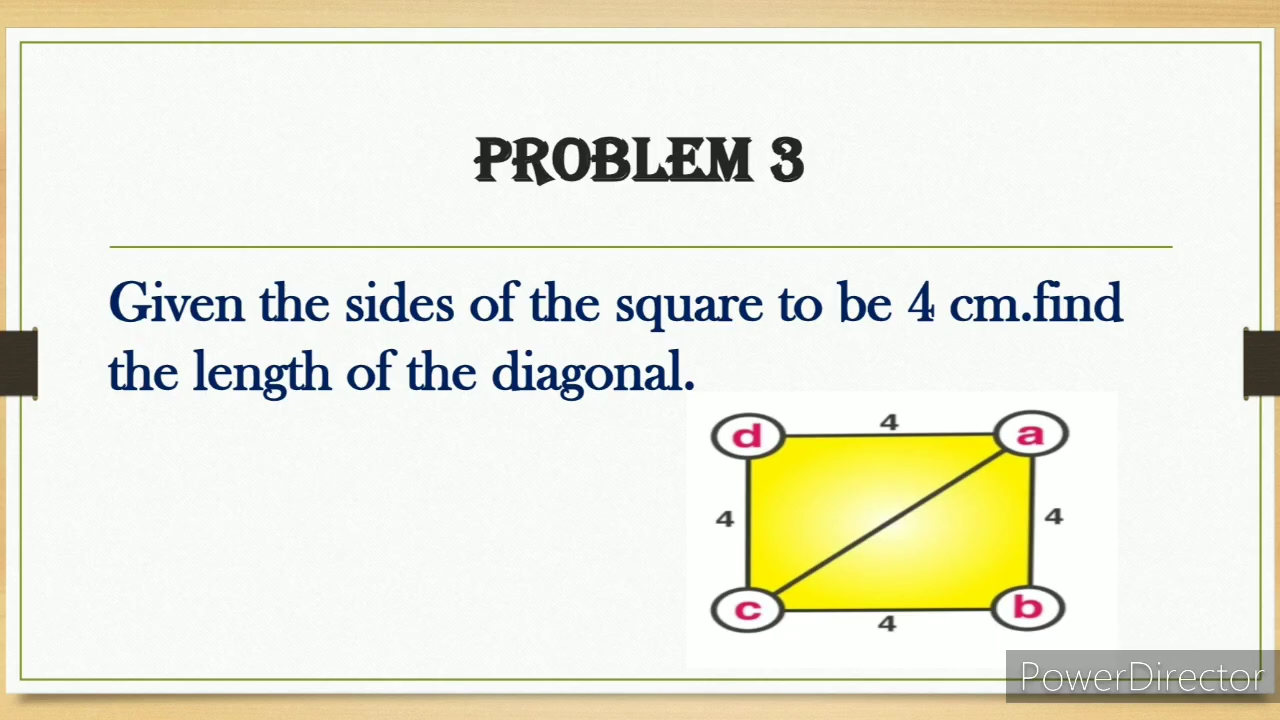 PROBLEM 3
Given the sides of the square to be 4 cm.find
the length of the diagonal.
d 4 a
4 4
c 4 b
PowerDirector